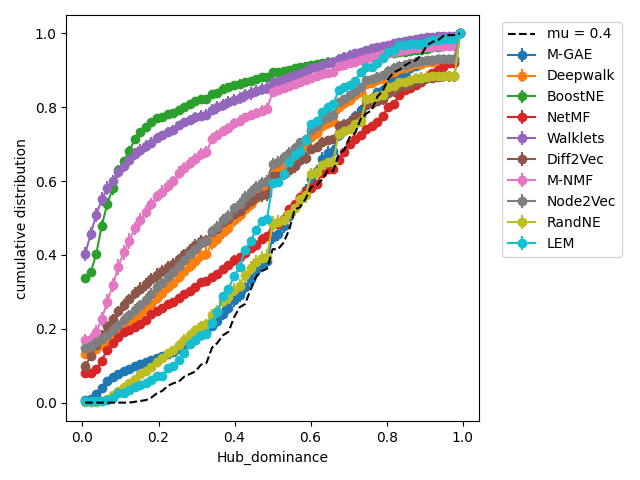 1.0
0.8
0.6
0.4
0.2
0.0
cumulative distribution
0.0 0.2 0.4 0.6 0.8 1.0
Hub_dominance
mu = 0.4
M-GAE
Deepwalk
BoostNE
NetMF
Walklets
Diff2Vec
M-NMF
Node2Vec
RandNE
LEM